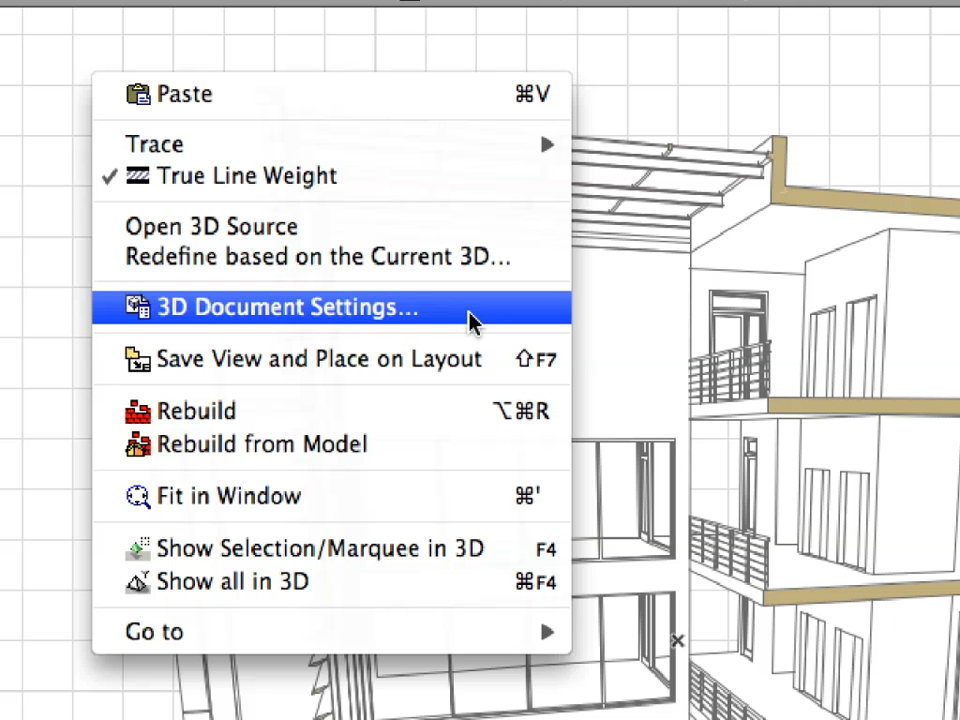 Paste ⌘V
Trace
True Line Weight
Open 3D Source
Redefine based on the Current 3D...
3D Document Settings...
Save View and Place on Layout ⇧F7
Rebuild ⌥⌘R
Rebuild from Model
Fit in Window ⌘'
Show Selection/Marquee in 3D F4
Show all in 3D ⌘F4
Go to